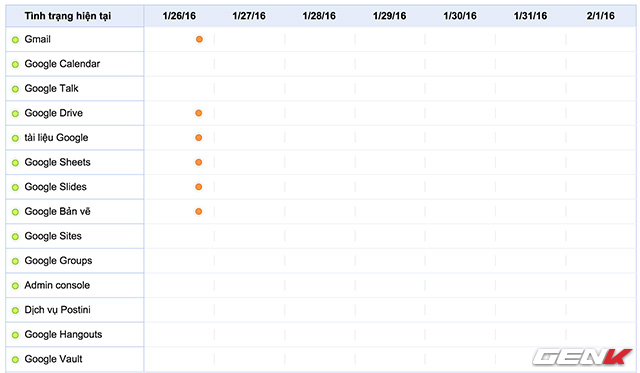 Tình trạng hiện tại 1/26/16 1/27/16 1/28/16 1/29/16 1/30/16 1/31/16 2/1/16
Gmail
Google Calendar
Google Talk
Google Drive
tài liệu Google
Google Sheets
Google Slides
Google Bản vẽ
Google Sites
Google Groups
Admin console
Dịch vụ Postini
Google Hangouts
Google Vault
GENK